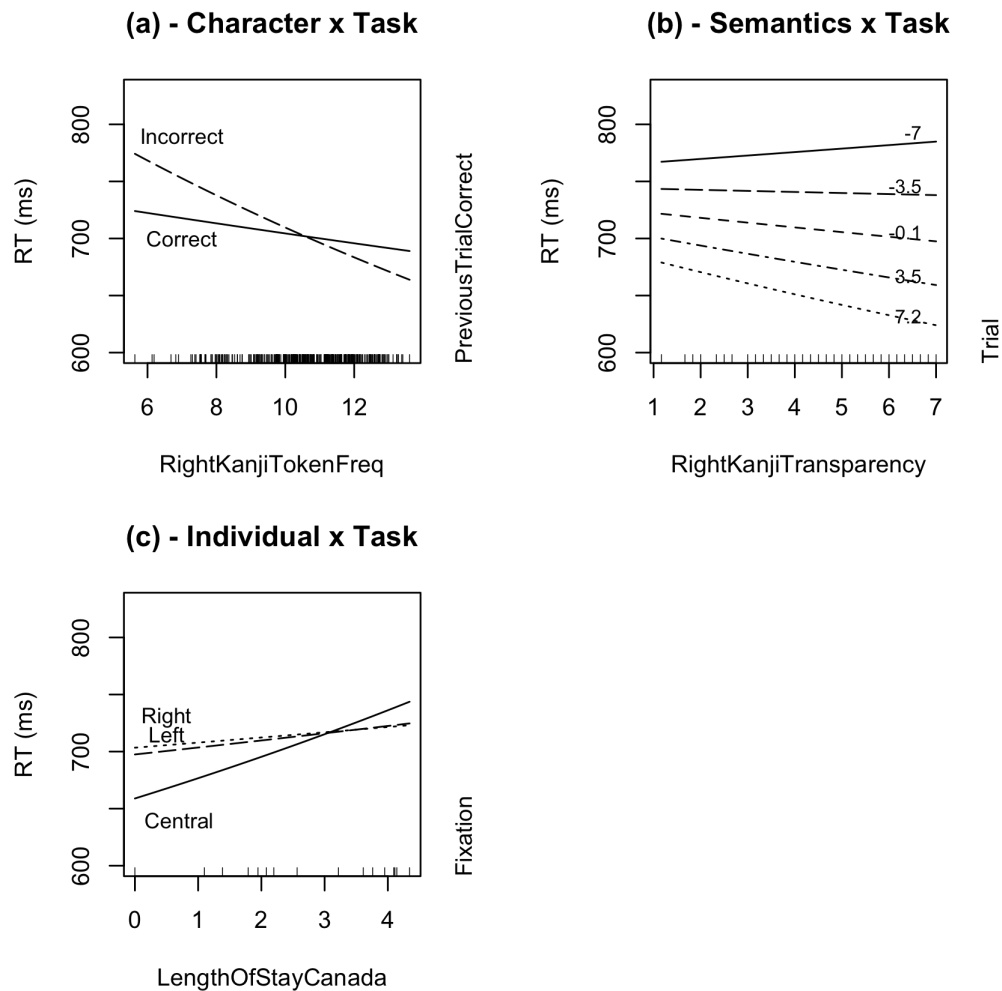 (a) - Character x Task
RT (ms)
800
700
600
Incorrect
Correct
6 8 10 12
RightKanjiTokenFreq
PreviousTrialCorrect
(b) - Semantics x Task
RT (ms)
800
700
600
-7
-3.5
-0.1
3.5
7.2
1 2 3 4 5 6 7
RightKanjiTransparency
Trial
(c) - Individual x Task
RT (ms)
800
700
600
Right
Left
Central
0 1 2 3 4
LengthOfStayCanada
Fixation